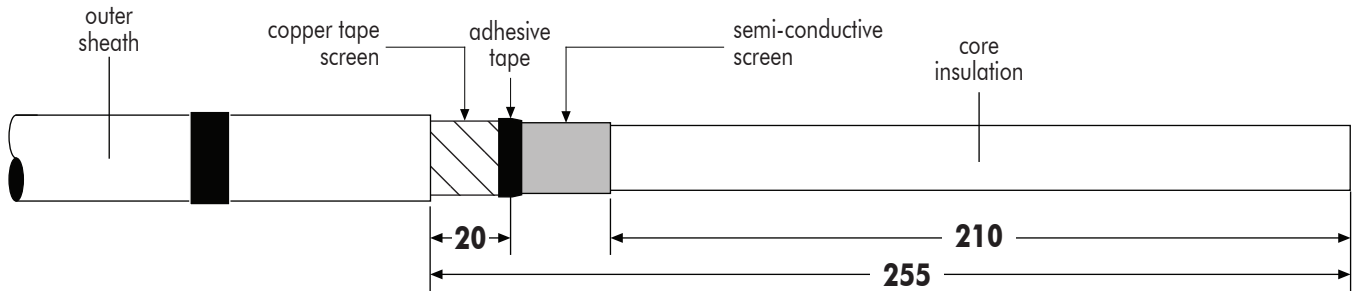 outer
sheath
copper tape
screen
adhesive
tape
semi-conductive
screen
core
insulation
20
210
255